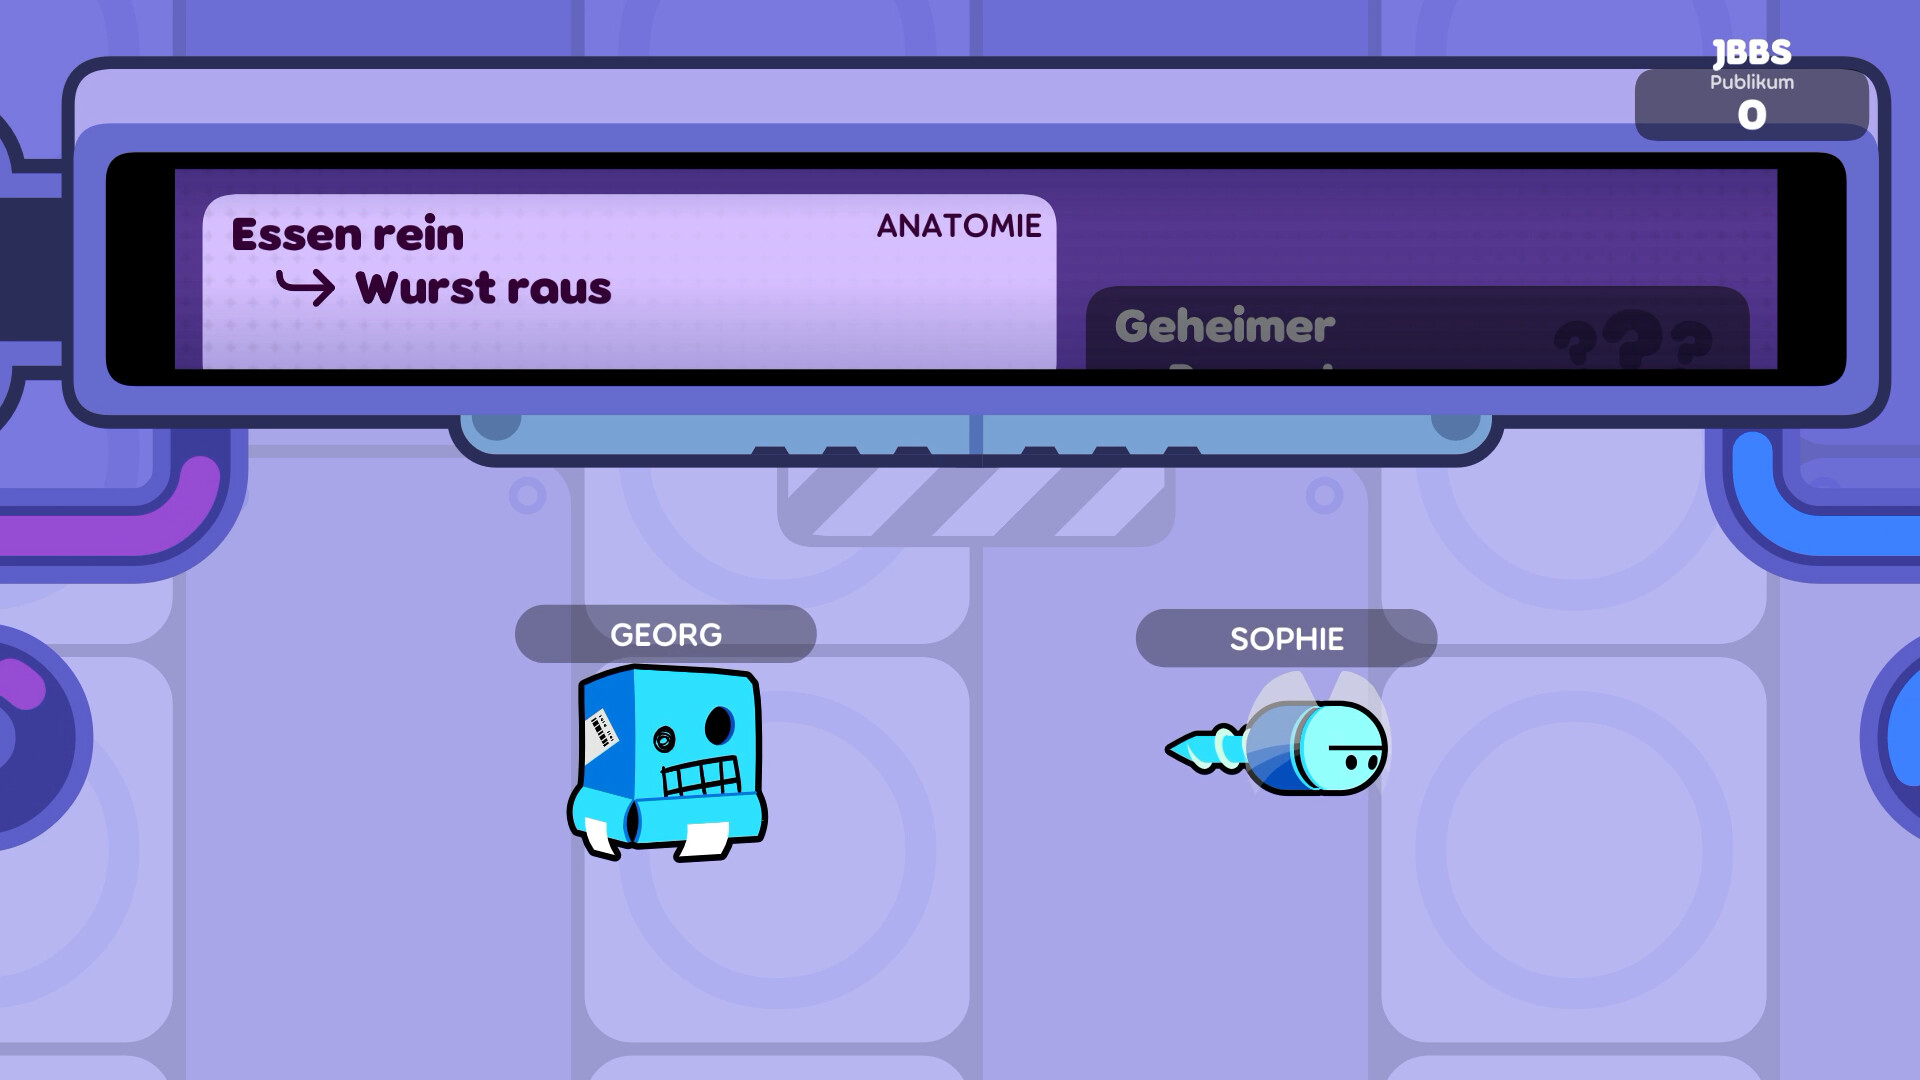 JBBS
Publikum
0
Essen rein
Wurst raus
ANATOMIE
Geheimer
???
GEORG
SOPHIE